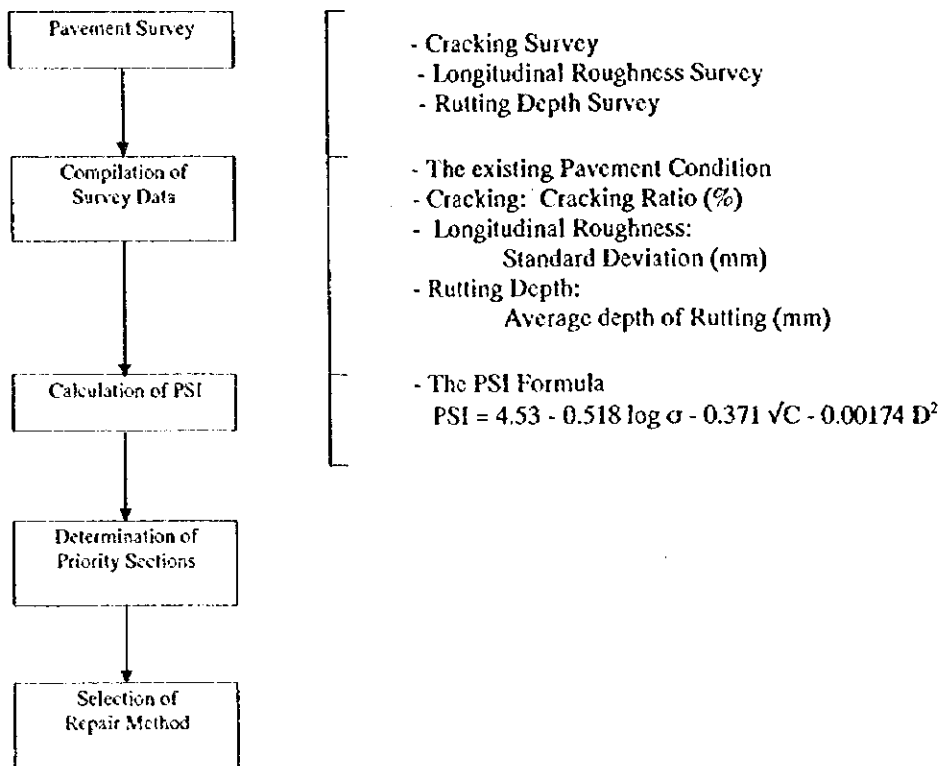 Pavement Survey
- Cracking Survey
- Longitudinal Roughness Survey
- Rutting Depth Survey
Compilation of
Survey Data
- The existing Pavement Condition
- Cracking: Cracking Ratio (%)
- Longitudinal Roughness:
Standard Deviation (mm)
- Rutting Depth:
Average depth of Rutting (mm)
Calculation of PSI
- The PSI Formula
PSI = 4.53 - 0.518 log σ - 0.371 √C - 0.00174 D²
Determination of
Priority Sections
Selection of
Repair Method